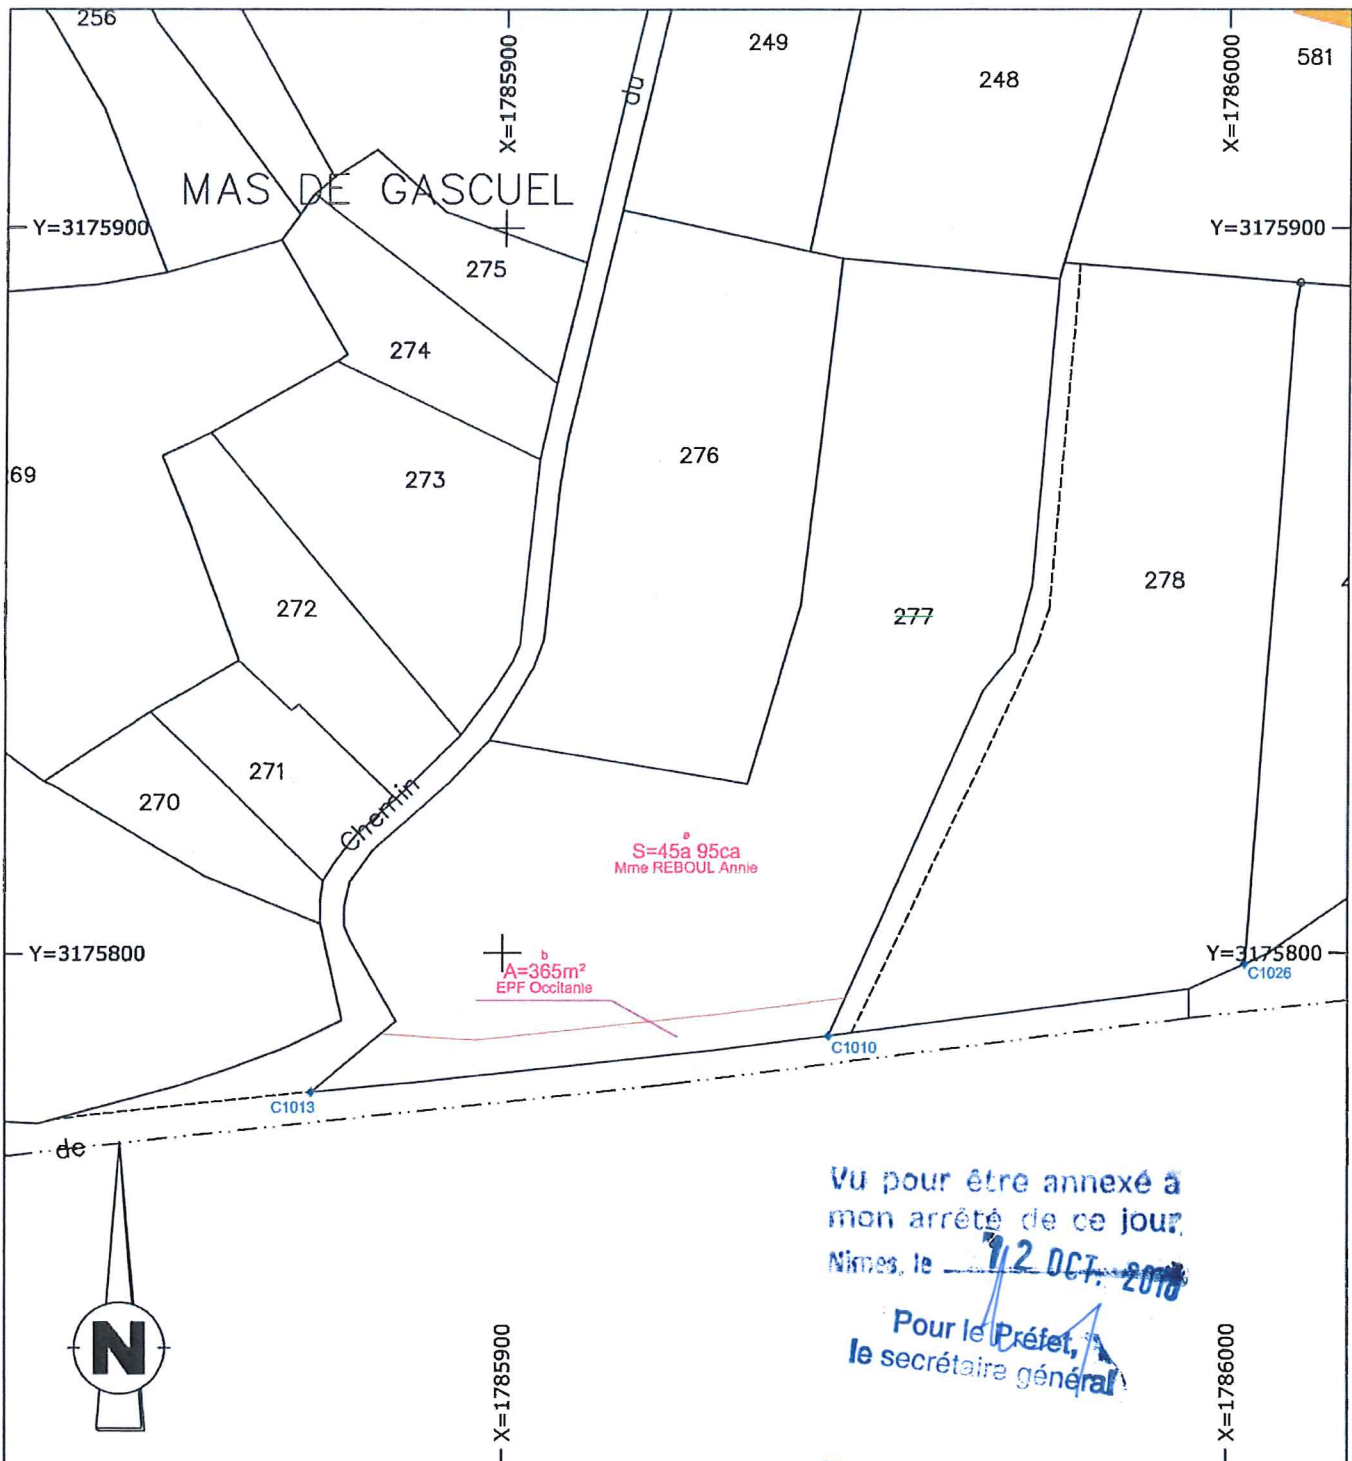 256
X=1785900
du
249
248
X=1786000
581
MAS DE GASCUEL
Y=3175900
Y=3175900
275
274
69
273
276
272
277
278
271
270
Chemin
a
S=45a 95ca
Mme REBOUL Annie
Y=3175800
b
A=365m²
EPF Occitanie
Y=3175800
C1026
C1010
C1013
de
Vu pour être annexé à
mon arrêté de ce jour,
Nîmes, le 12 OCT.
Pour le Préfet,
le secrétaire général
N
X=1785900
X=1786000